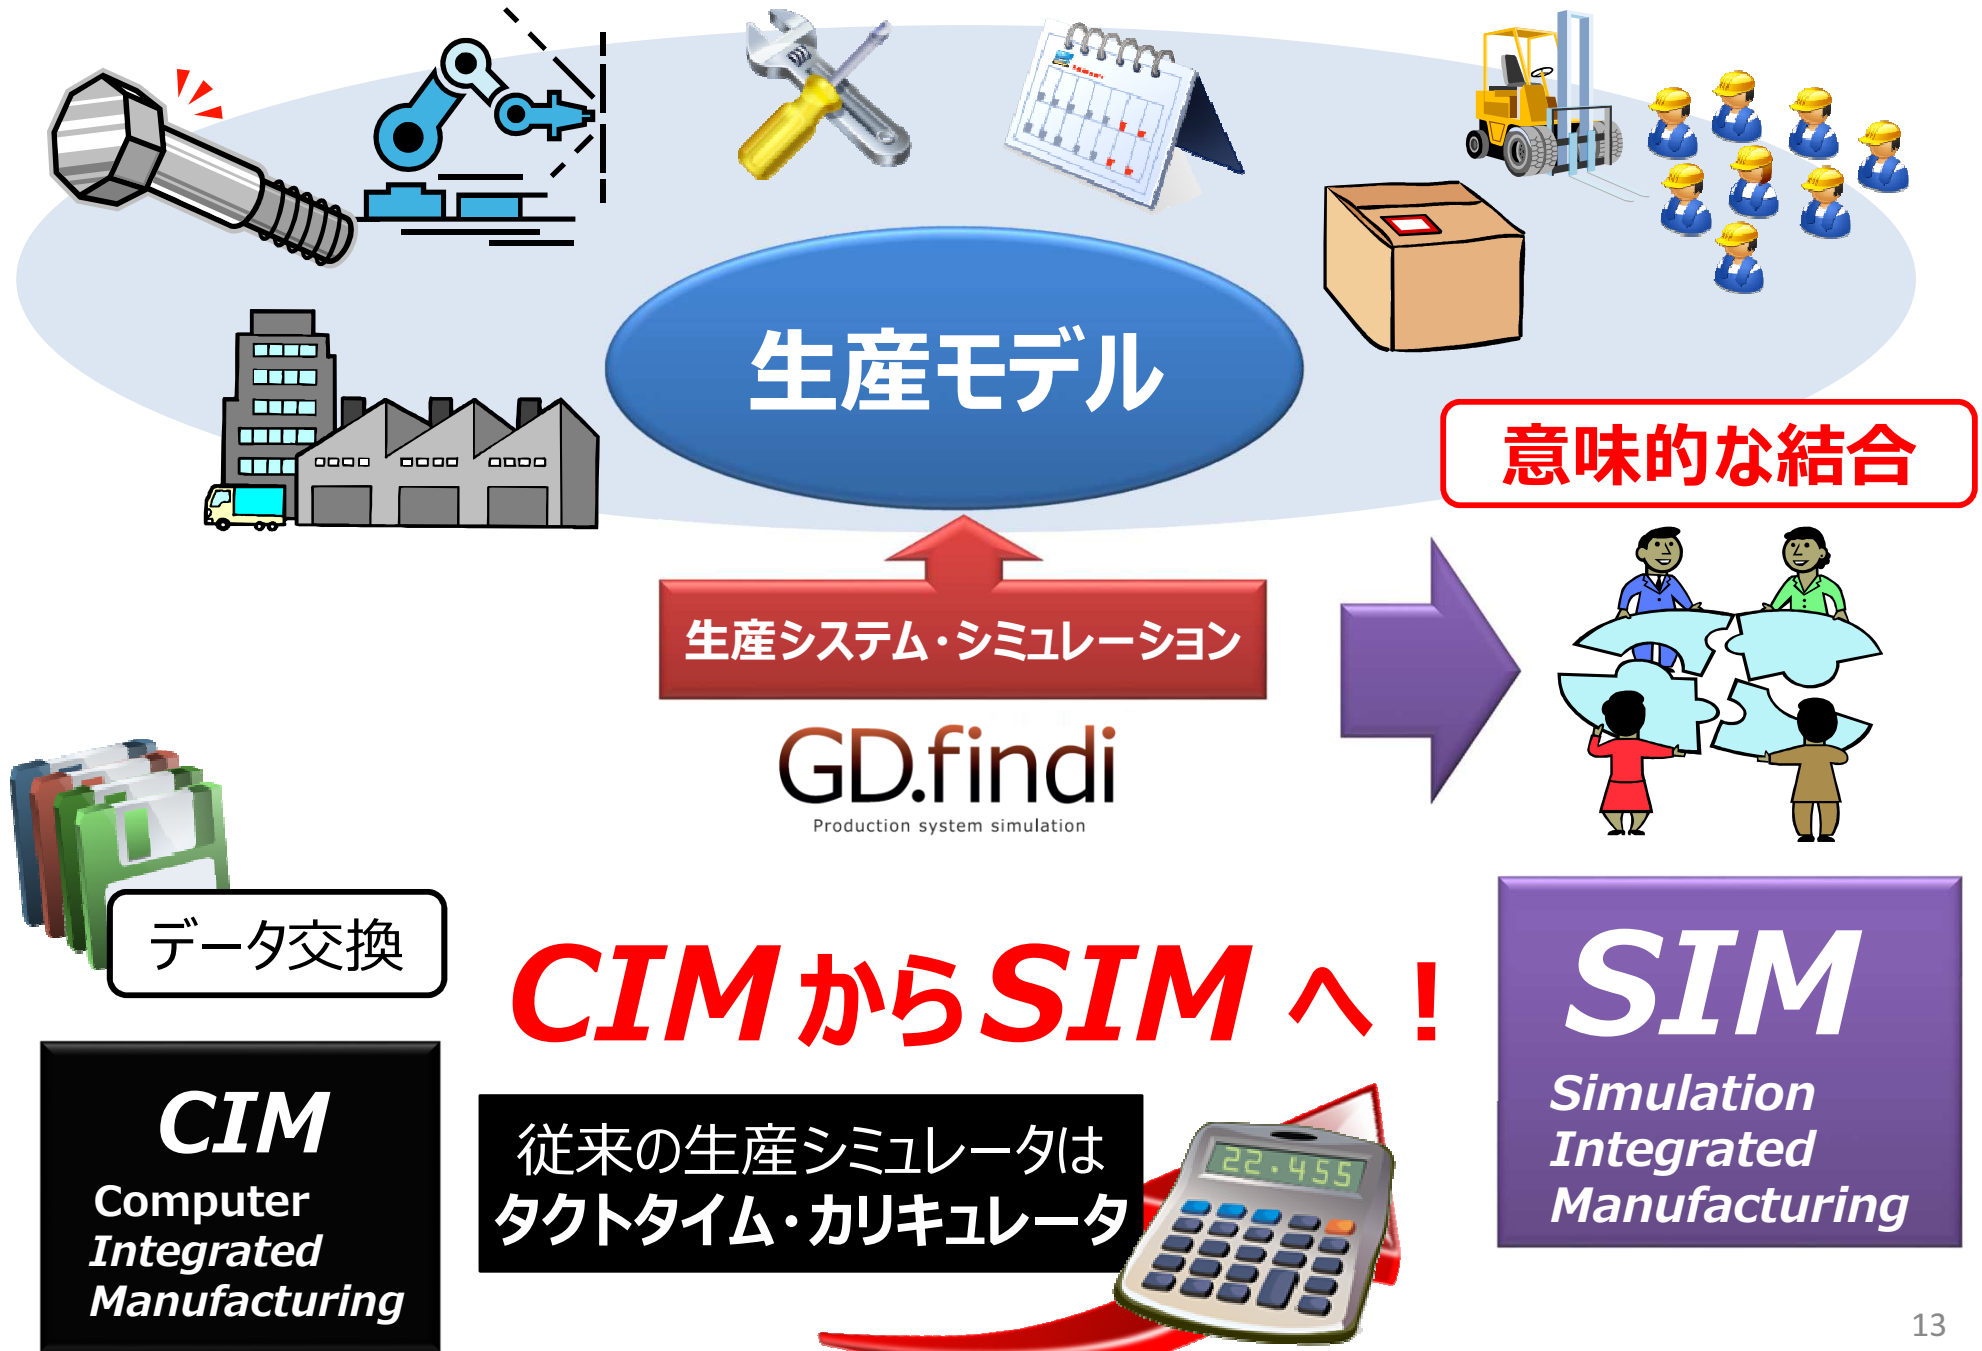 生産モデル
意味的な結合
生産システム・シミュレーション
GD.findi
Production system simulation
データ交換
CIMからSIMへ！
CIM
Computer
Integrated
Manufacturing
従来の生産シミュレータは
タクトタイム・カリキュレータ
22.455
SIM
Simulation
Integrated
Manufacturing
13